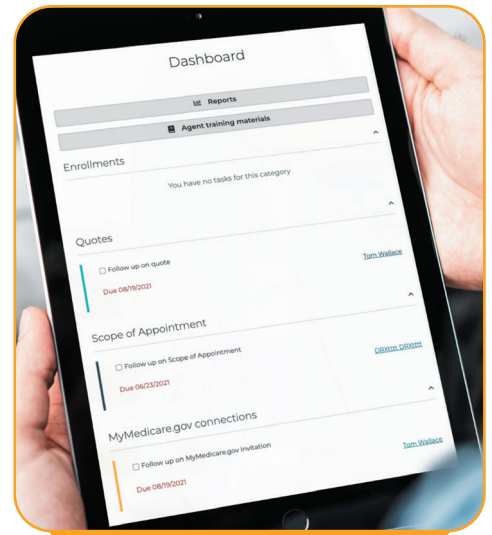 Dashboard
Reports
Agent training materials
Enrollments
You have no tasks for this category
Quotes
Follow up on quote
Tom Wallace
Due 08/19/2021
Scope of Appointment
Follow up on Scope of Appointment
DRXtttt DRXtttt
Due 06/23/2021
MyMedicare.gov connections
Follow up on MyMedicare.gov invitation
Tom Wallace
Due 08/19/2021